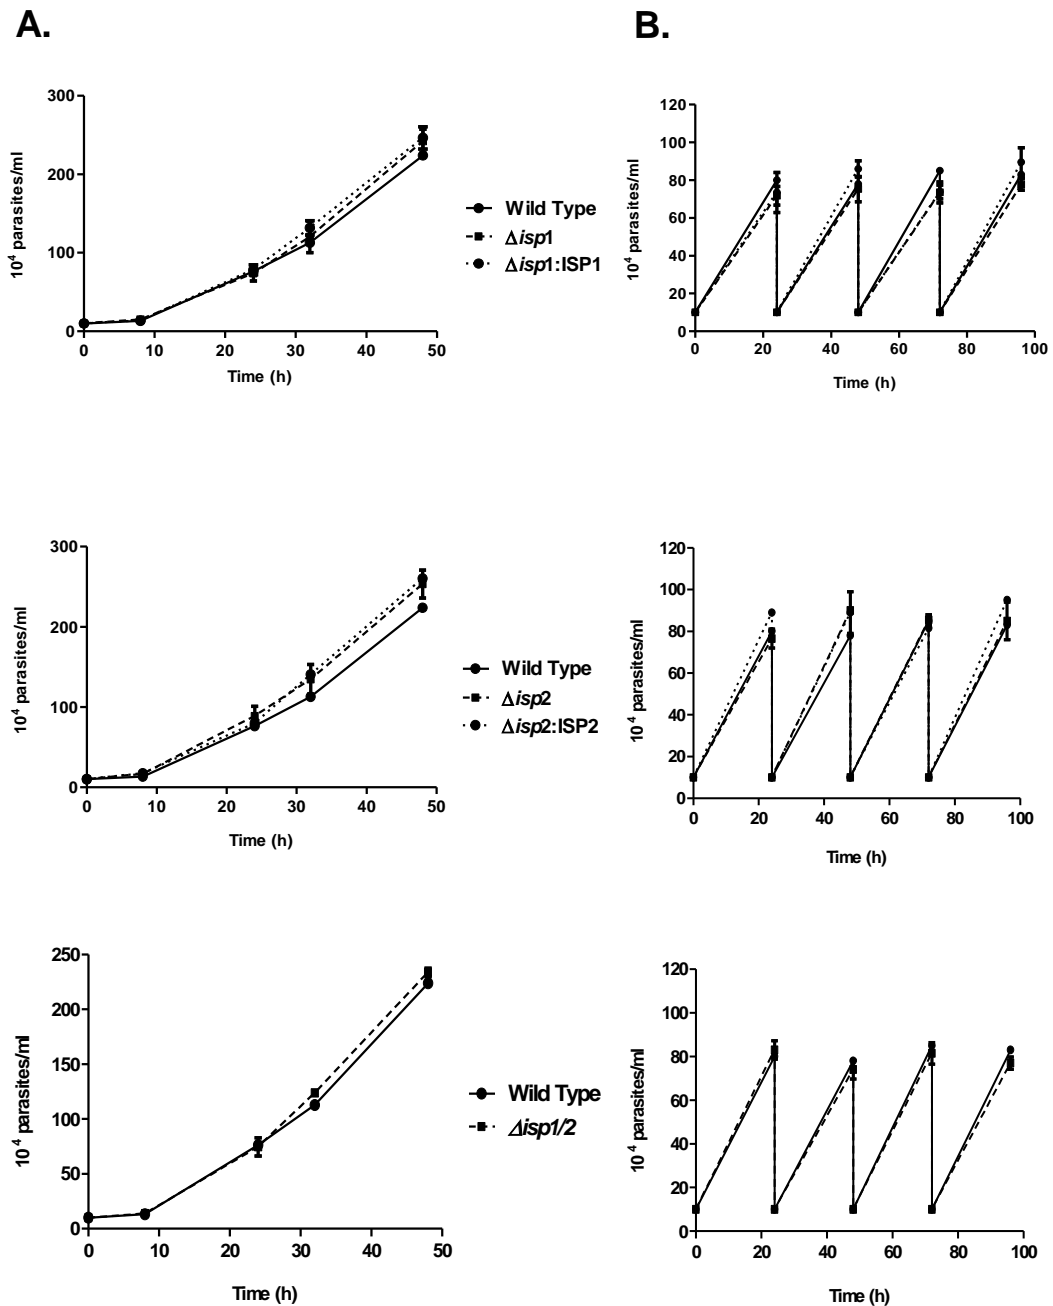 A.
B.
300
200
100
0
10⁴ parasites/ml
0 10 20 30 40 50
Time (h)
Wild Type
Δisp1
Δisp1:ISP1
120
100
80
60
40
20
0
10⁴ parasites/ml
0 20 40 60 80 100
Time (h)
300
200
100
0
10⁴ parasites/ml
0 10 20 30 40 50
Time (h)
Wild Type
Δisp2
Δisp2:ISP2
120
100
80
60
40
20
0
10⁴ parasites/ml
0 20 40 60 80 100
Time (h)
250
200
150
100
50
0
10⁴ parasites/ml
0 10 20 30 40 50
Time (h)
Wild Type
Δisp1/2
120
100
80
60
40
20
0
10⁴ parasites/ml
0 20 40 60 80 100
Time (h)